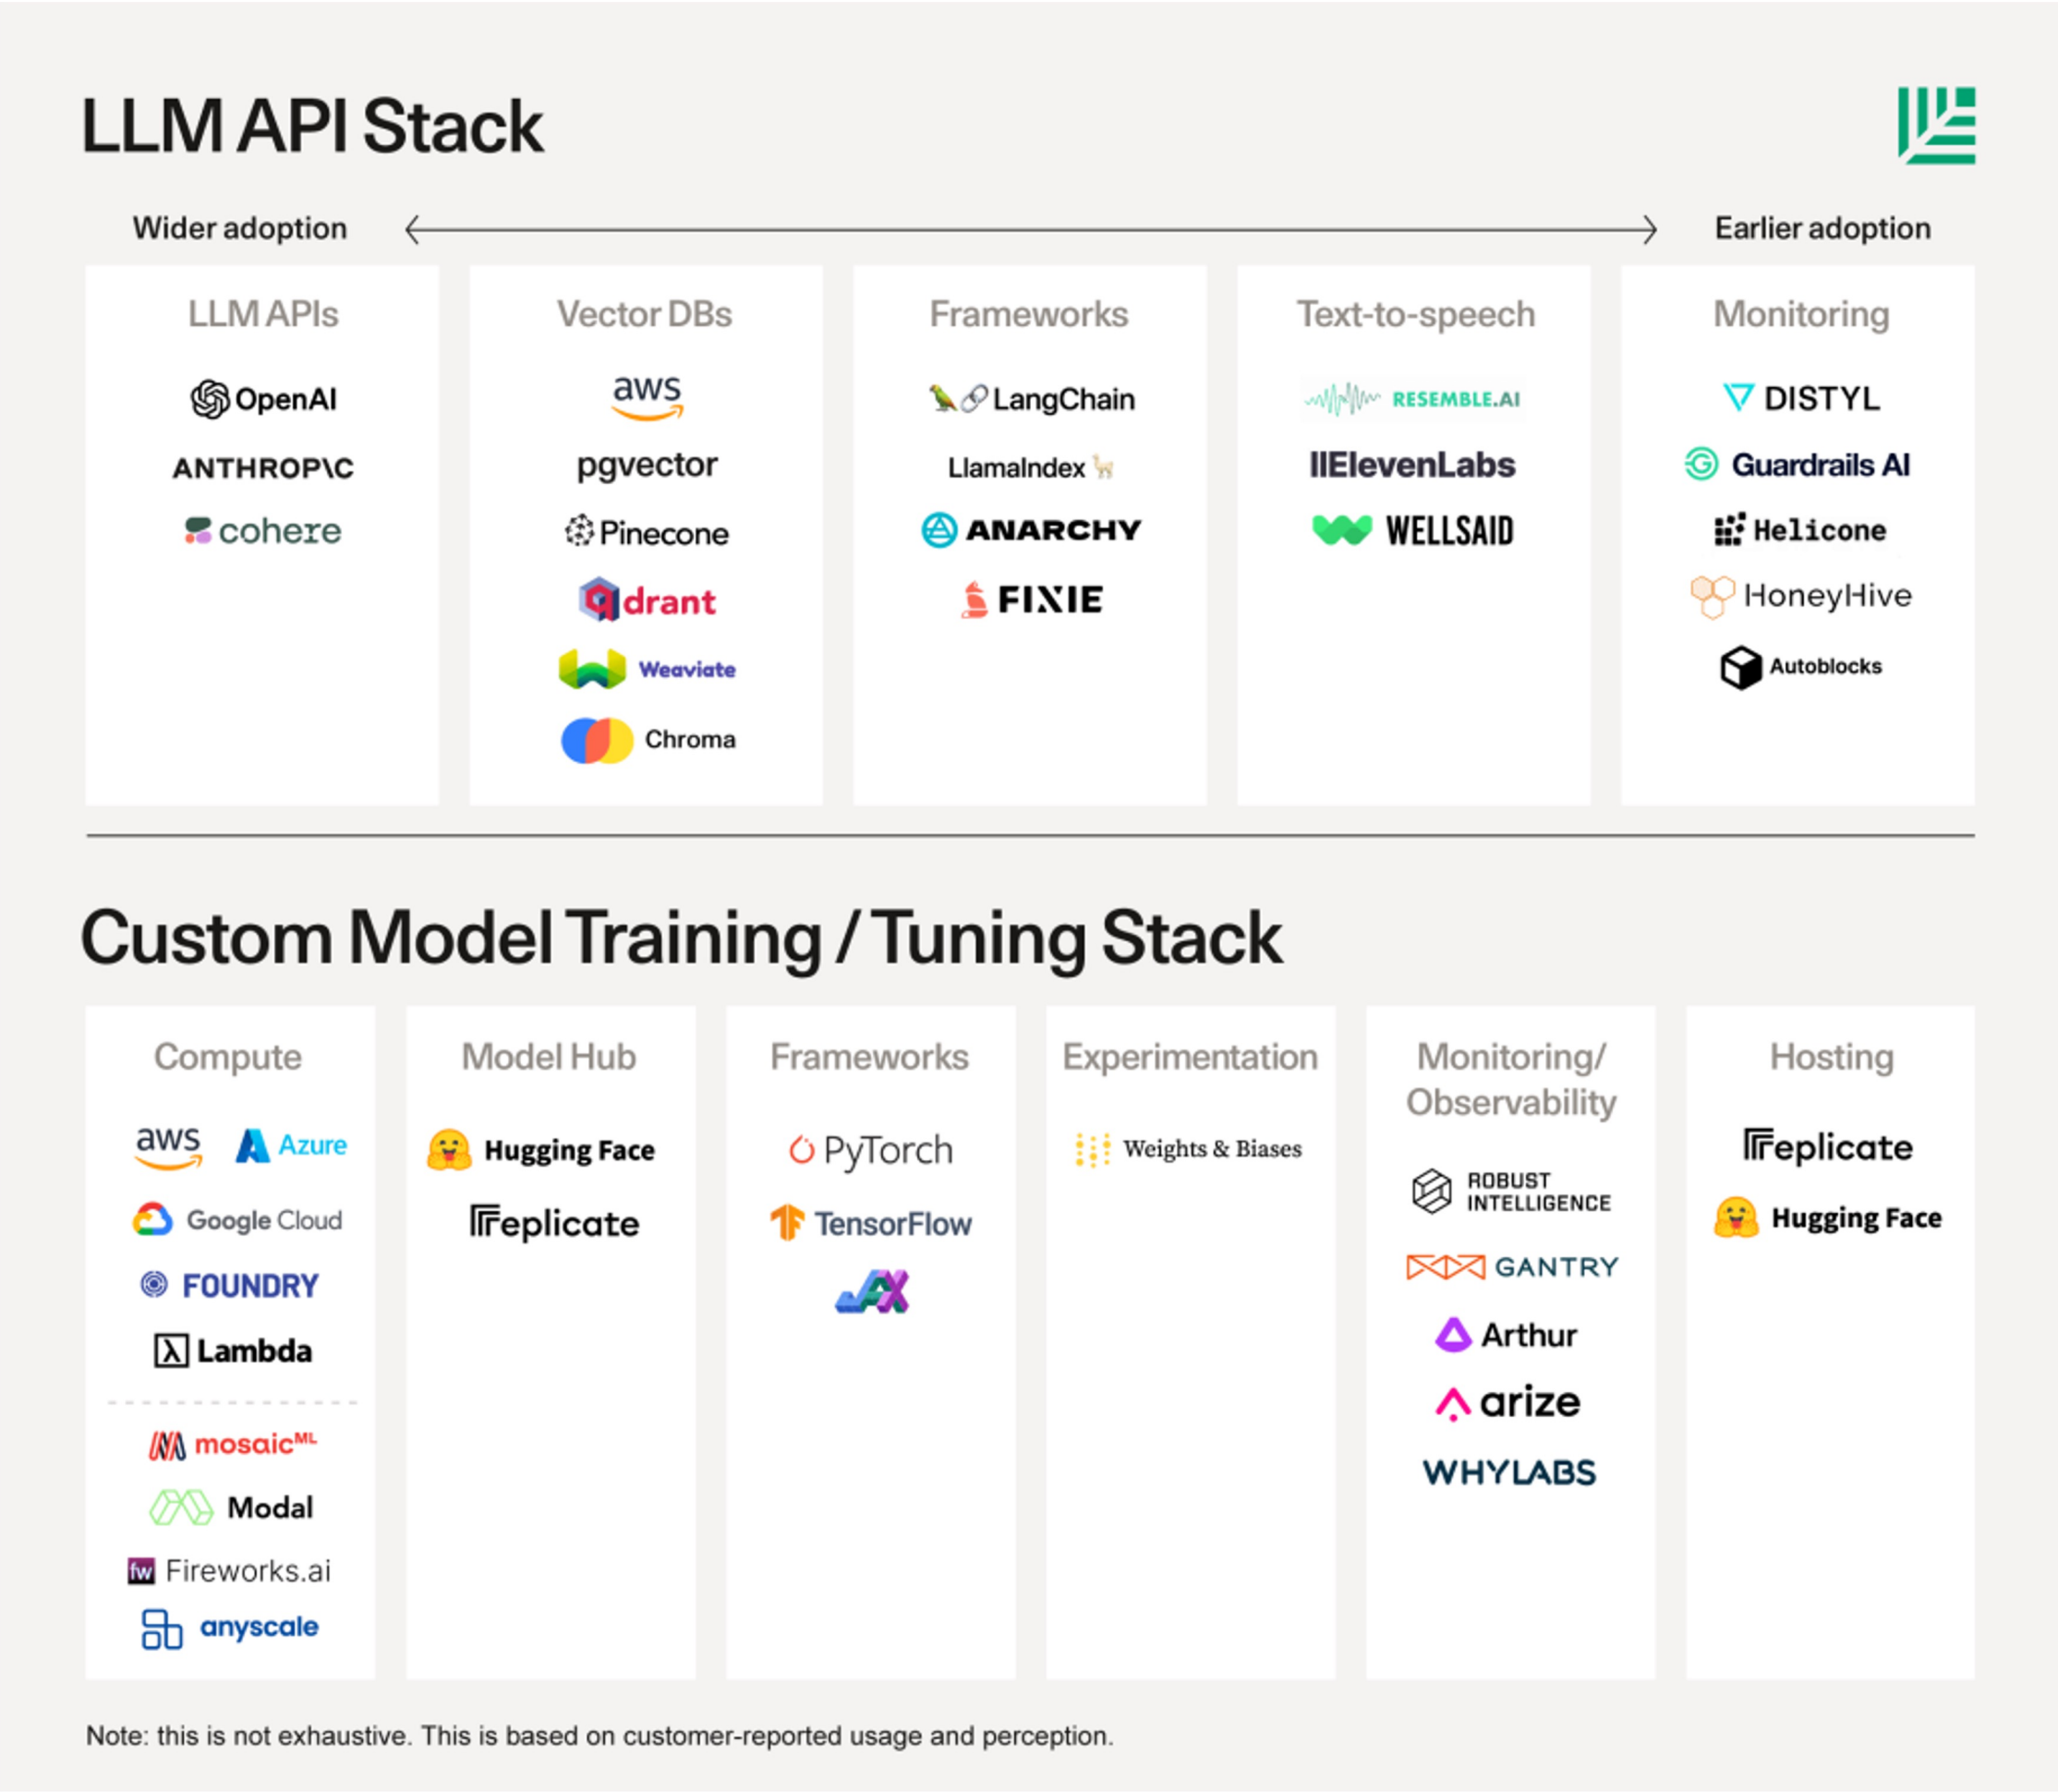 LLM API Stack
Wider adoption
Earlier adoption
LLM APIs
OpenAI
ANTHROP\C
cohere
Vector DBs
aws
pgvector
Pinecone
qdrant
Weaviate
Chroma
Frameworks
LangChain
LlamaIndex
ANARCHY
FIXIE
Text-to-speech
RESEMBLE.AI
IIElevenLabs
WELLSAID
Monitoring
DISTYL
Guardrails AI
Helicone
HoneyHive
Autoblocks
Custom Model Training / Tuning Stack
Compute
aws Azure
Google Cloud
FOUNDRY
λ Lambda
mosaicML
Modal
fw Fireworks.ai
anyscale
Model Hub
Hugging Face
Replicate
Frameworks
PyTorch
TensorFlow
JAX
Experimentation
Weights & Biases
Monitoring/
Observability
ROBUST
INTELLIGENCE
GANTRY
Arthur
arize
WHYLABS
Hosting
Replicate
Hugging Face
Note: this is not exhaustive. This is based on customer-reported usage and perception.